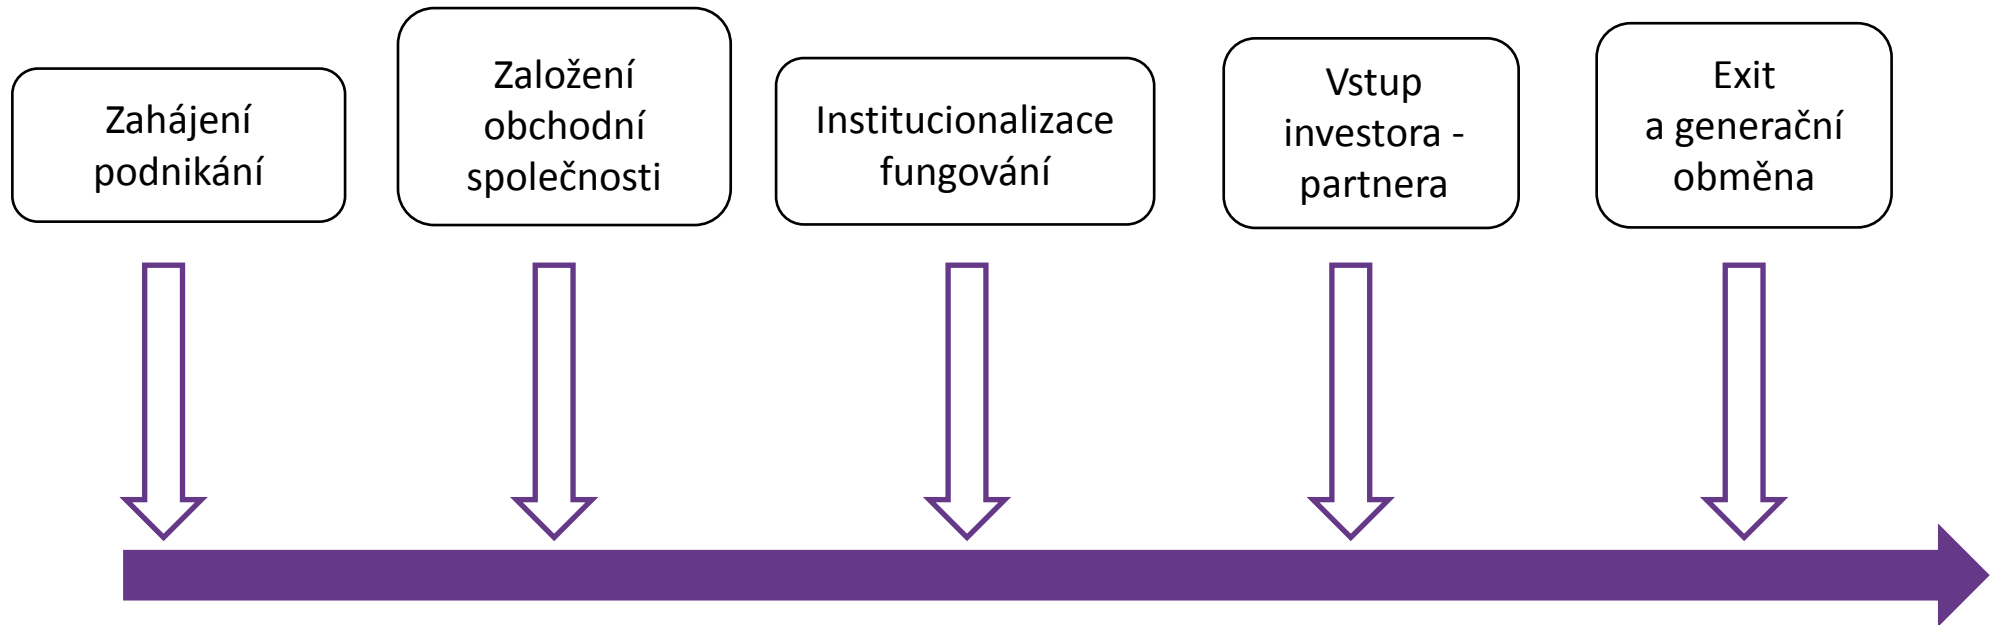 Zahájení
podnikání
Založení
obchodní
společnosti
Institucionalizace
fungování
Vstup
investora -
partnera
Exit
a generační
obměna